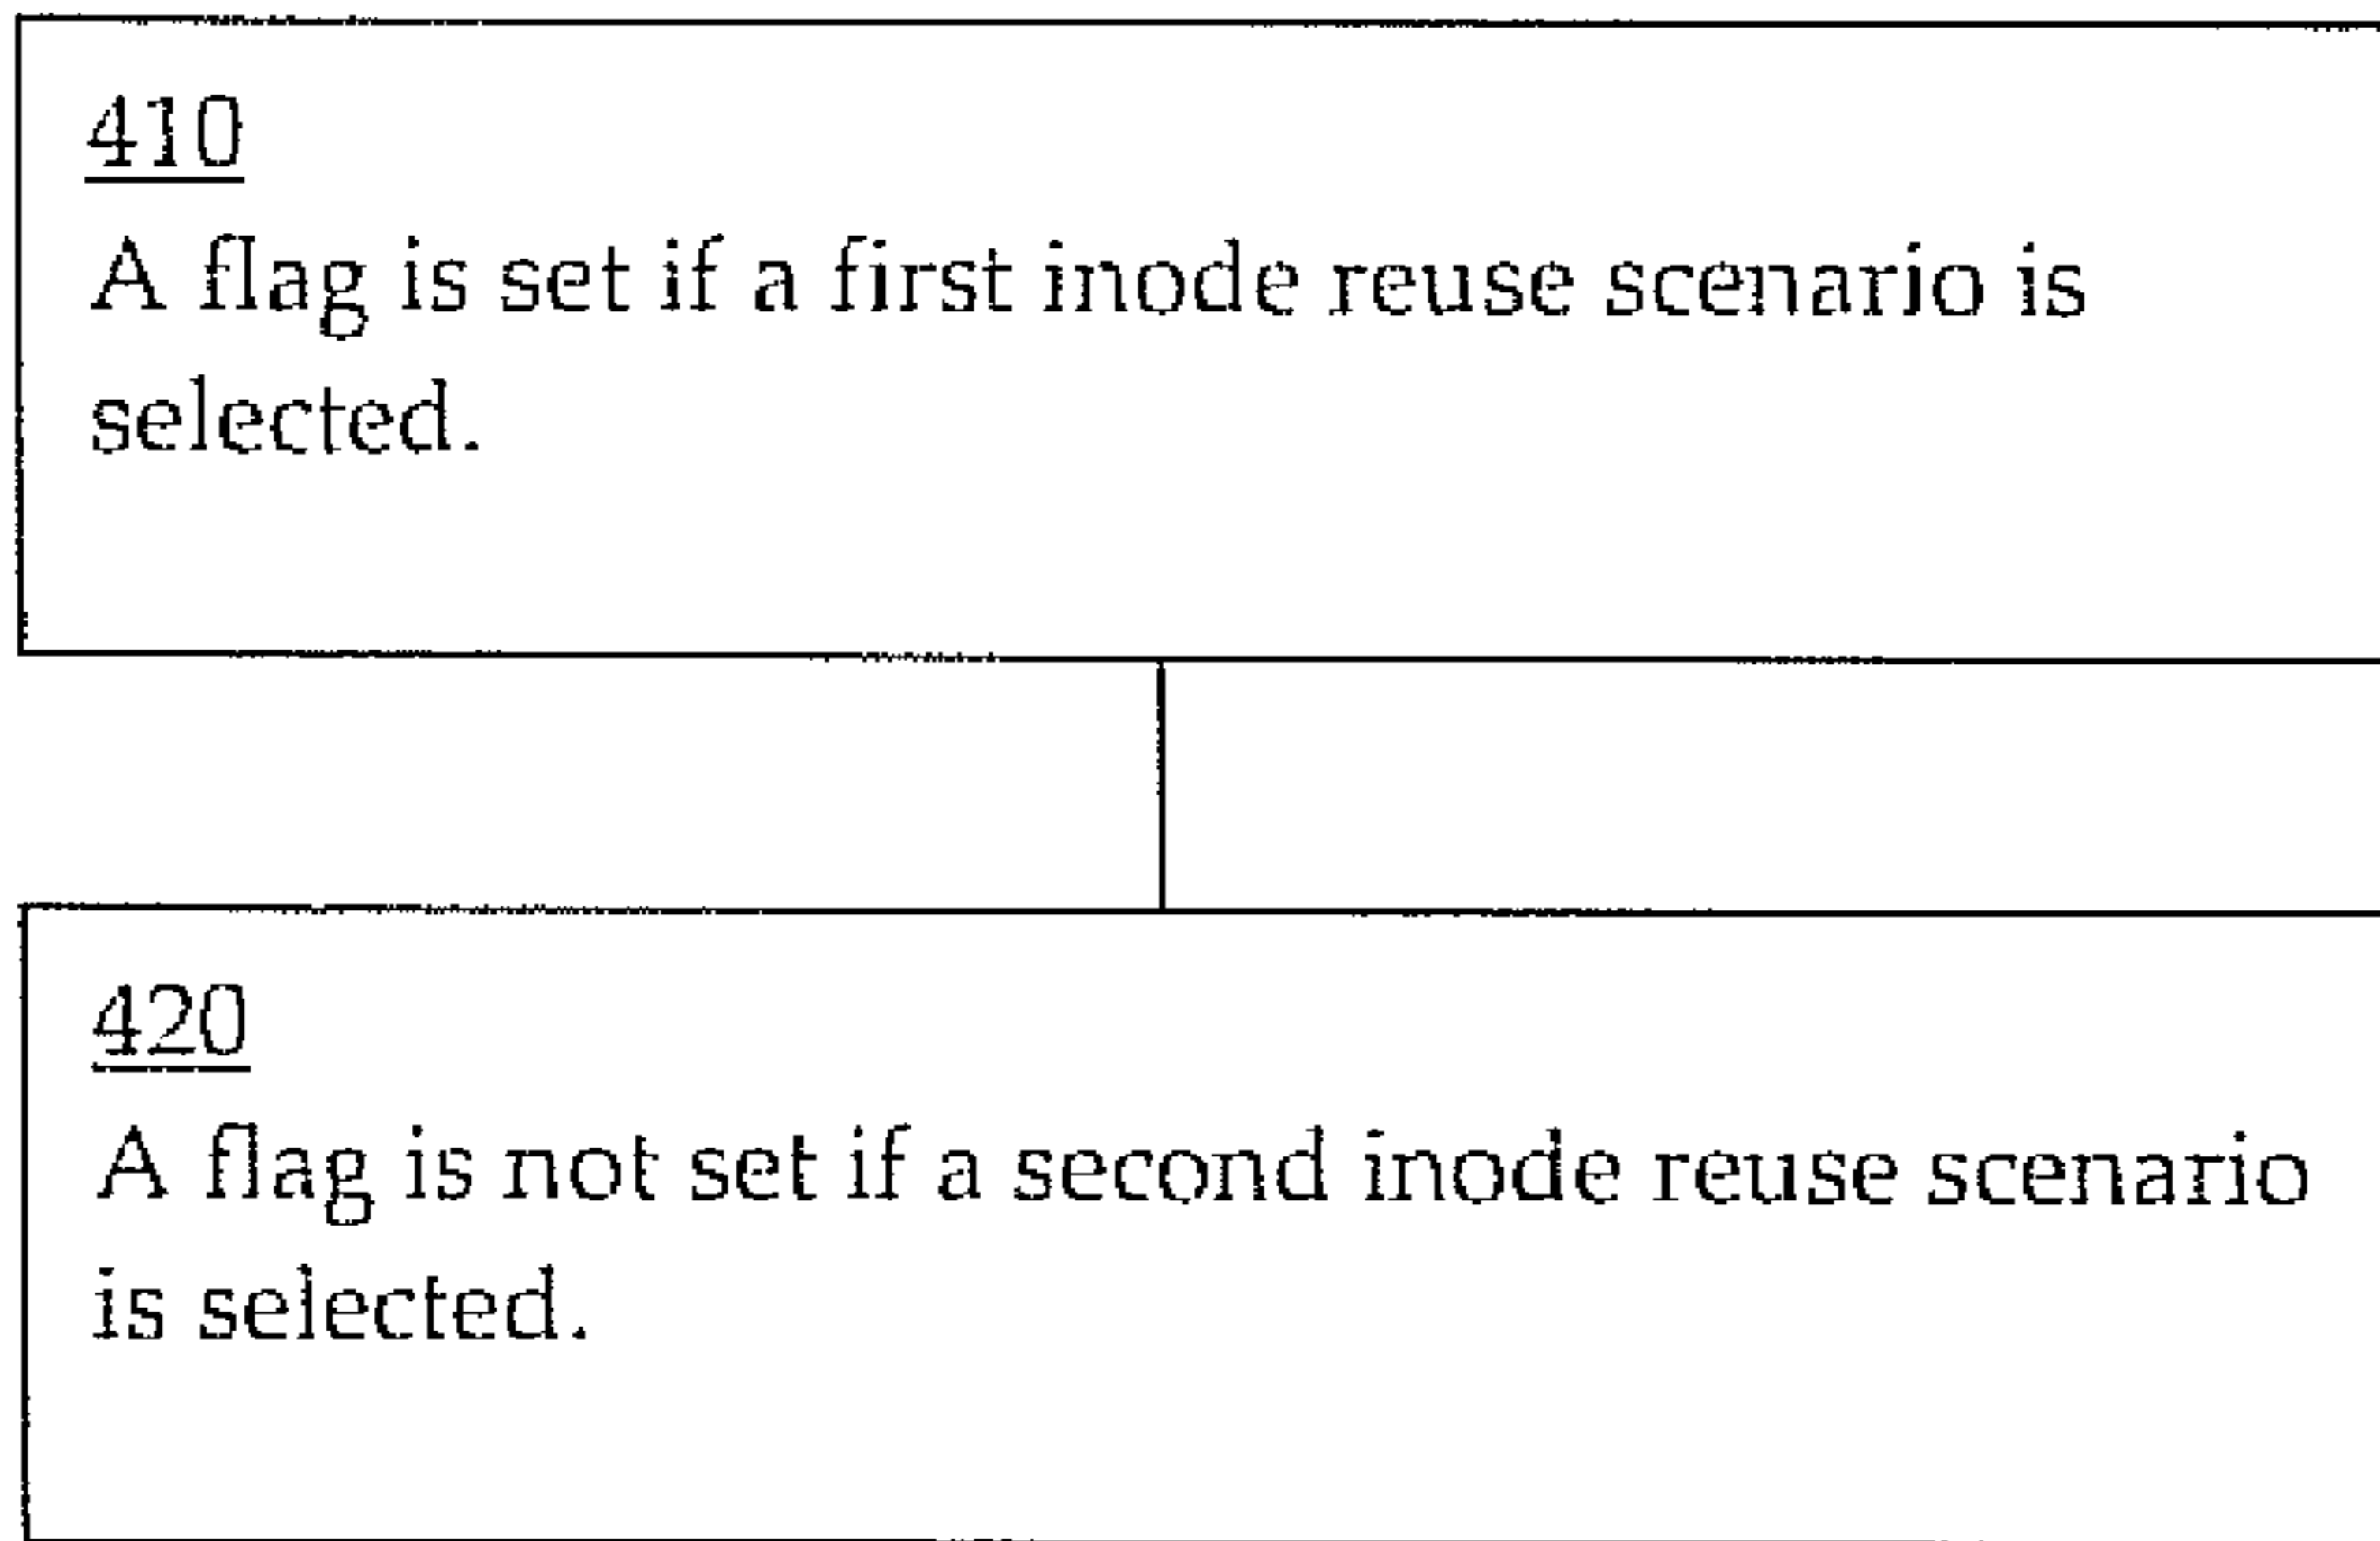 410
A flag is set if a first inode reuse scenario is
selected.
420
A flag is not set if a second inode reuse scenario
is selected.